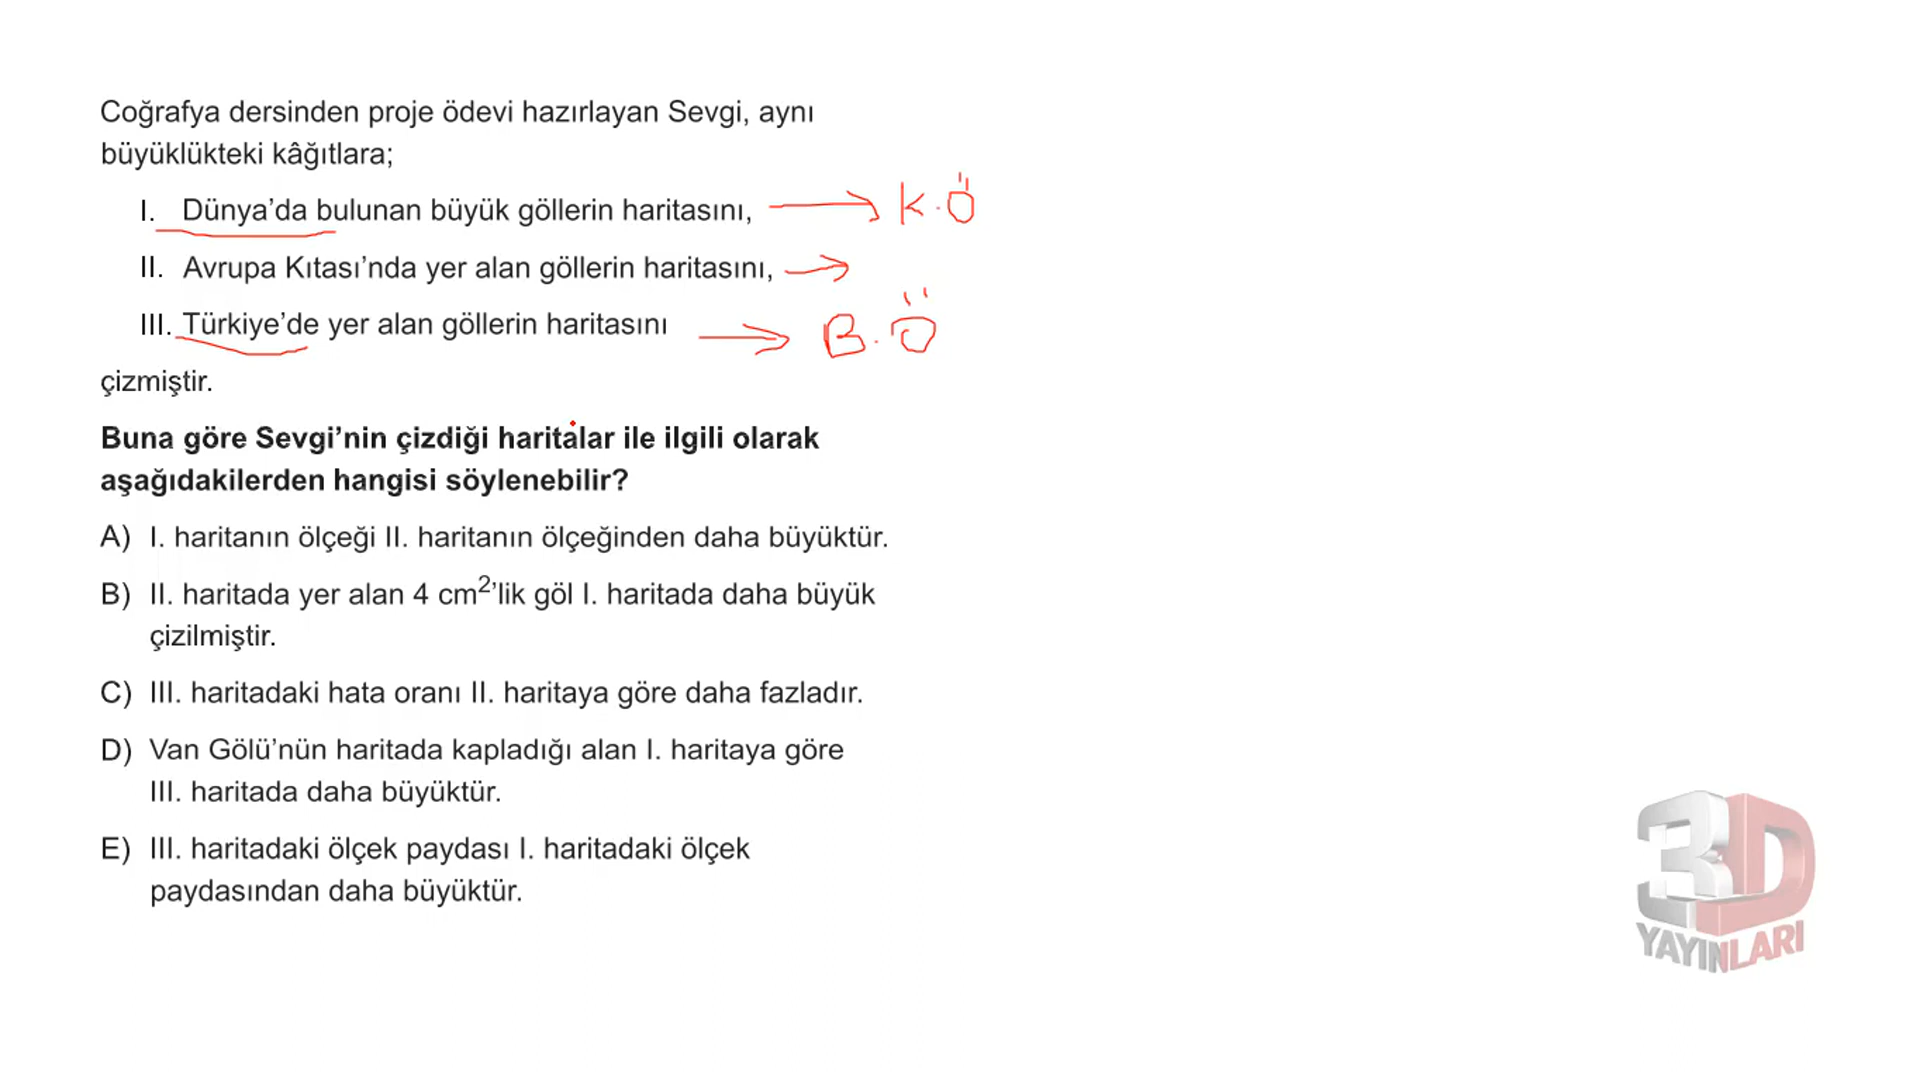 Coğrafya dersinden proje ödevi hazırlayan Sevgi, aynı
büyüklükteki kâğıtlara;
I. Dünya’da bulunan büyük göllerin haritasını, K.Ö
II. Avrupa Kıtası’nda yer alan göllerin haritasını,
III. Türkiye’de yer alan göllerin haritasını B.Ö
çizmiştir.
Buna göre Sevgi’nin çizdiği haritalar ile ilgili olarak
aşağıdakilerden hangisi söylenebilir?
A) I. haritanın ölçeği II. haritanın ölçeğinden daha büyüktür.
B) II. haritada yer alan 4 cm²’lik göl I. haritada daha büyük
çizilmiştir.
C) III. haritadaki hata oranı II. haritaya göre daha fazladır.
D) Van Gölü’nün haritada kapladığı alan I. haritaya göre
III. haritada daha büyüktür.
E) III. haritadaki ölçek paydası I. haritadaki ölçek
paydasından daha büyüktür.
3D
YAYINLARI